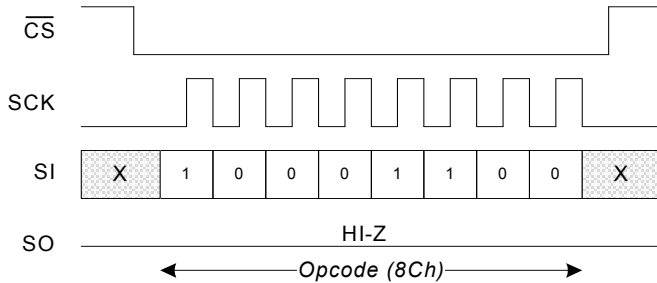 CS
SCK
SI X 1 0 0 0 1 1 0 0 X
SO HI-Z
Opcode (8Ch)